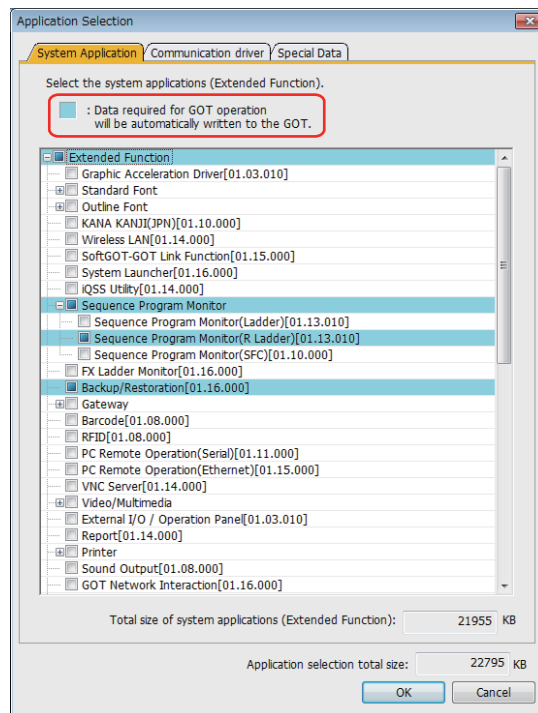 Application Selection
System Application
Communication driver
Special Data
Select the system applications (Extended Function).
: Data required for GOT operation
will be automatically written to the GOT.
Extended Function
Graphic Acceleration Driver[01.03.010]
Standard Font
Outline Font
KANA KANJI(JPN)[01.10.000]
Wireless LAN[01.14.000]
SoftGOT-GOT Link Function[01.15.000]
System Launcher[01.16.000]
iQSS Utility[01.14.000]
Sequence Program Monitor
Sequence Program Monitor(Ladder)[01.13.010]
Sequence Program Monitor(R Ladder)[01.13.010]
Sequence Program Monitor(SFC)[01.10.000]
FX Ladder Monitor[01.16.000]
Backup/Restoration[01.16.000]
Gateway
Barcode[01.08.000]
RFID[01.08.000]
PC Remote Operation(Serial)[01.11.000]
PC Remote Operation(Ethernet)[01.15.000]
VNC Server[01.14.000]
Video/Multimedia
External I/O / Operation Panel[01.03.010]
Report[01.14.000]
Printer
Sound Output[01.08.000]
GOT Network Interaction[01.16.000]
Total size of system applications (Extended Function): 21955 KB
Application selection total size: 22795 KB
OK Cancel